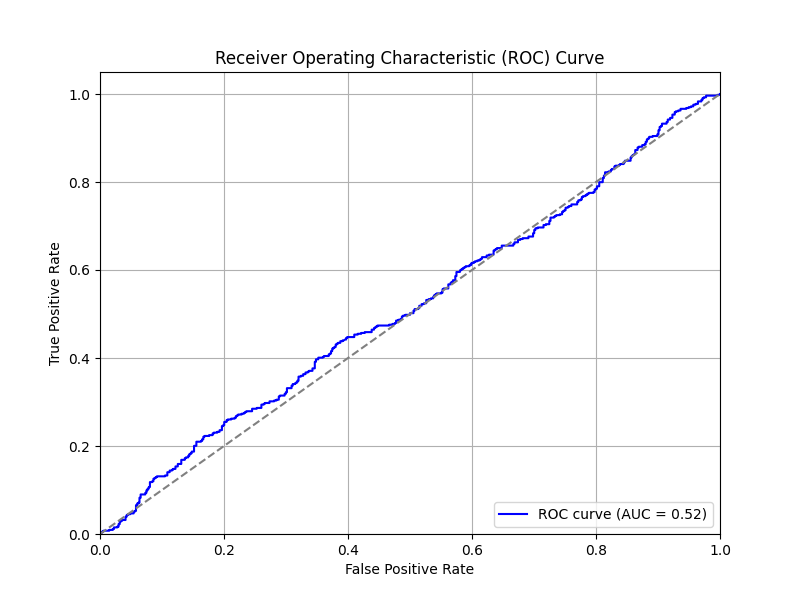 Receiver Operating Characteristic (ROC) Curve
True Positive Rate
1.0
0.8
0.6
0.4
0.2
0.0
ROC curve (AUC = 0.52)
0.0 0.2 0.4 0.6 0.8 1.0
False Positive Rate